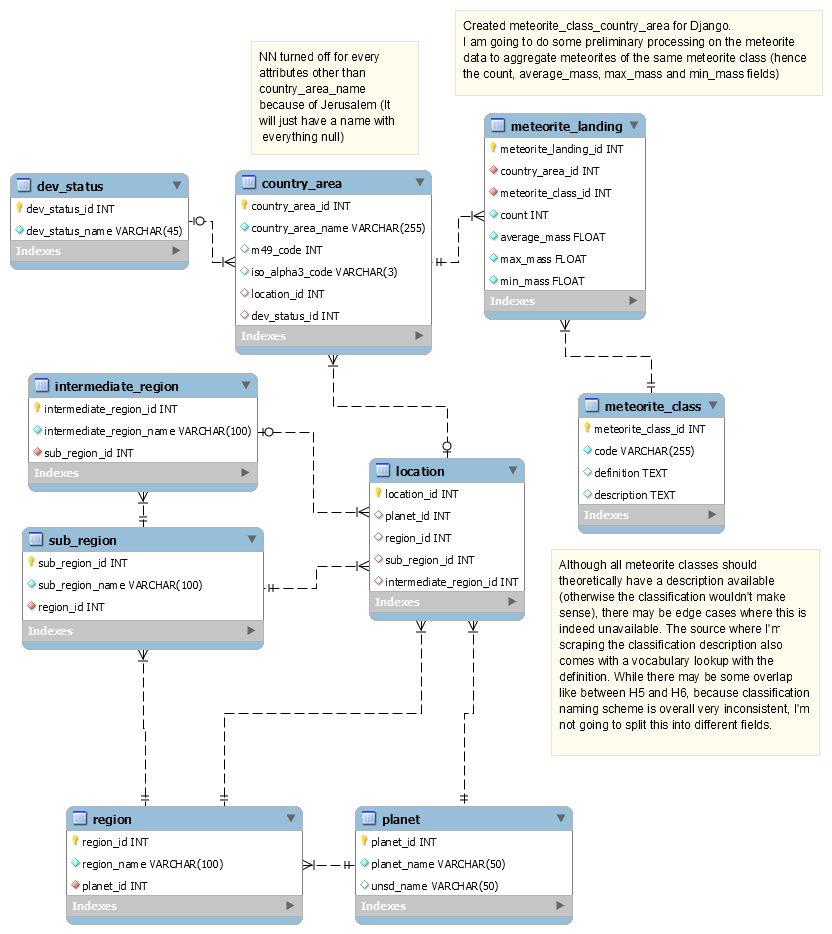 Created meteorite_class_country_area for Django.
I am going to do some preliminary processing on the meteorite
data to aggregate meteorites of the same meteorite class (hence
the count, average_mass, max_mass and min_mass fields)
NN turned off for every
attributes other than
country_area_name
because of Jerusalem (It
will just have a name with
everything null)
dev_status
dev_status_id INT
dev_status_name VARCHAR(45)
Indexes
country_area
country_area_id INT
country_area_name VARCHAR(255)
m49_code INT
iso_alpha3_code VARCHAR(3)
location_id INT
dev_status_id INT
Indexes
meteorite_landing
meteorite_landing_id INT
country_area_id INT
meteorite_class_id INT
count INT
average_mass FLOAT
max_mass FLOAT
min_mass FLOAT
Indexes
intermediate_region
intermediate_region_id INT
intermediate_region_name VARCHAR(100)
sub_region_id INT
Indexes
meteorite_class
meteorite_class_id INT
code VARCHAR(255)
definition TEXT
description TEXT
Indexes
location
location_id INT
planet_id INT
region_id INT
sub_region_id INT
intermediate_region_id INT
Indexes
sub_region
sub_region_id INT
sub_region_name VARCHAR(100)
region_id INT
Indexes
Although all meteorite classes should
theoretically have a description available
(otherwise the classification wouldn't make
sense), there may be edge cases where this is
indeed unavailable. The source where I'm
scraping the classification description also
comes with a vocabulary lookup with the
definition. While there may be some overlap
like between H5 and H6, because classification
naming scheme is overall very inconsistent, I'm
not going to split this into different fields.
region
region_id INT
region_name VARCHAR(100)
planet_id INT
Indexes
planet
planet_id INT
planet_name VARCHAR(50)
unsd_name VARCHAR(50)
Indexes